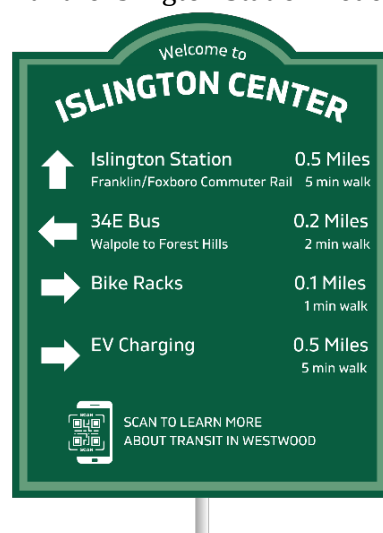 Welcome to
ISLINGTON CENTER
Islington Station 0.5 Miles
Franklin/Foxboro Commuter Rail 5 min walk
34E Bus 0.2 Miles
Walpole to Forest Hills 2 min walk
Bike Racks 0.1 Miles
1 min walk
EV Charging 0.5 Miles
5 min walk
SCAN TO LEARN MORE
ABOUT TRANSIT IN WESTWOOD